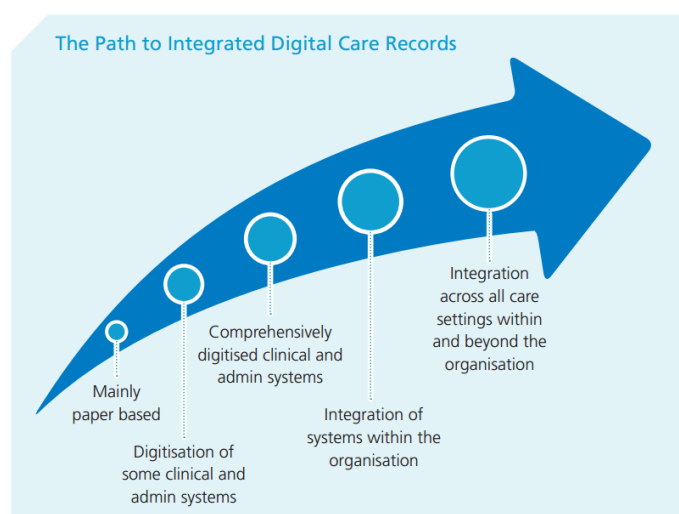 The Path to Integrated Digital Care Records
Mainly
paper based
Digitisation of
some clinical and
admin systems
Comprehensively
digitised clinical and
admin systems
Integration of
systems within the
organisation
Integration
across all care
settings within
and beyond the
organisation